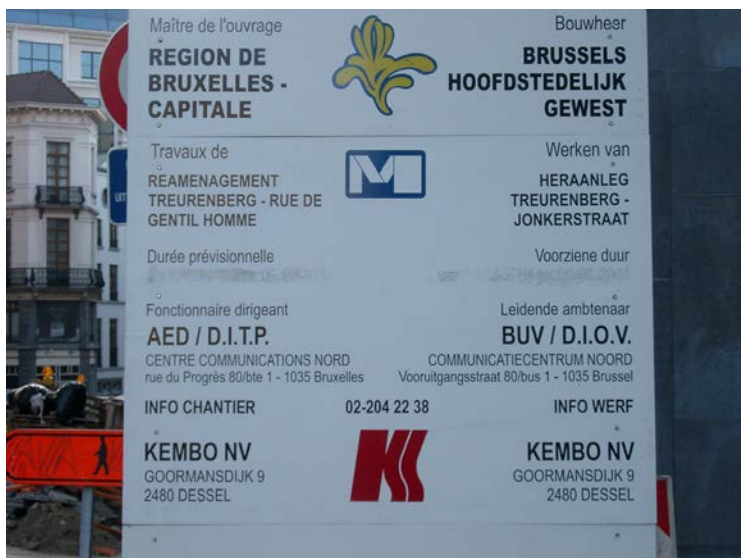 Maître de l'ouvrage
REGION DE
BRUXELLES -
CAPITALE
Bouwheer
BRUSSELS
HOOFDSTEDELIJK
GEWEST
Travaux de
REAMENAGEMENT
TREURENBERG - RUE DE
GENTIL HOMME
M
Werken van
HERAANLEG
TREURENBERG -
JONKERSTRAAT
UIT
Durée prévisionnelle
Voorziene duur
Fonctionnaire dirigeant
AED / D.I.T.P.
CENTRE COMMUNICATIONS NORD
rue du Progrès 80/bte 1 - 1035 Bruxelles
Leidende ambtenaar
BUV / D.I.O.V.
COMMUNICATIECENTRUM NOORD
Vooruitgangsstraat 80/bus 1 - 1035 Brussel
INFO CHANTIER 02-204 22 38 INFO WERF
KEMBO NV
GOORMANSDIJK 9
2480 DESSEL
K
KEMBO NV
GOORMANSDIJK 9
2480 DESSEL